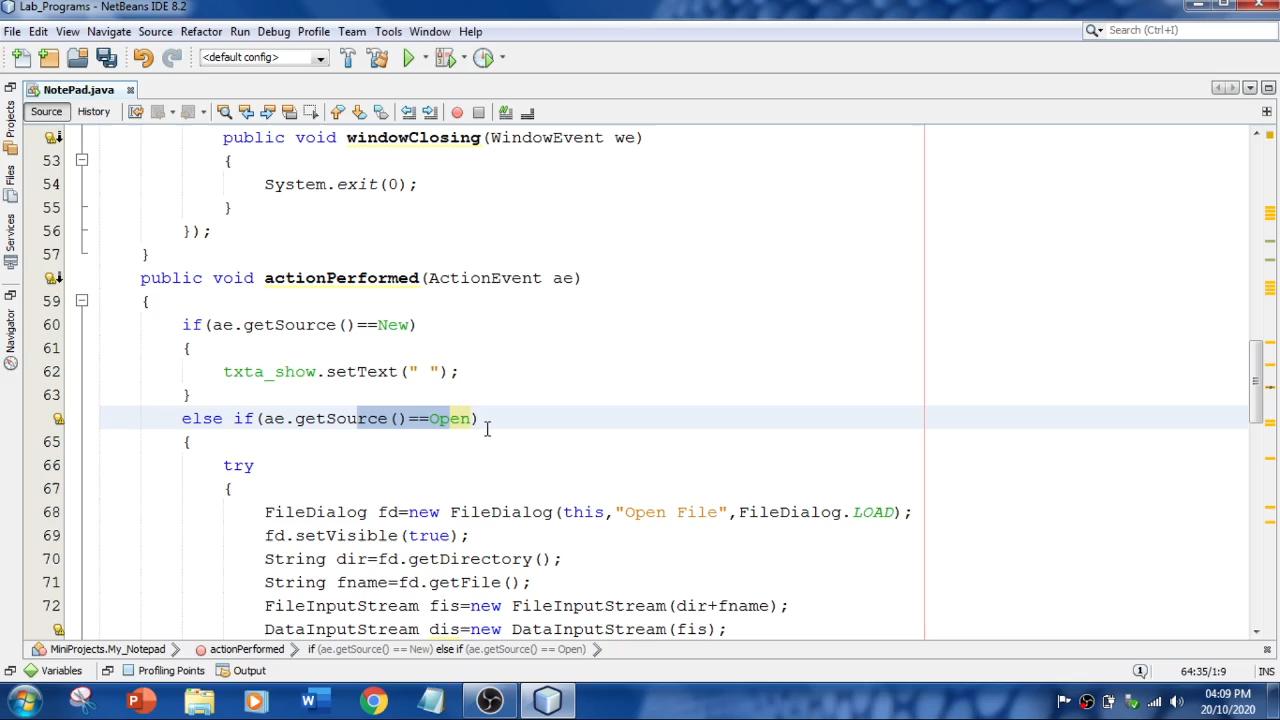 Lab_Programs - NetBeans IDE 8.2
File Edit View Navigate Source Refactor Run Debug Profile Team Tools Window Help
Search (Ctrl+I)
<default config>
NotePad.java
Source History
Projects
Files
Services
Navigator
public void windowClosing(WindowEvent we)
53 {
54 System.exit(0);
55 }
56 });
57 }
public void actionPerformed(ActionEvent ae)
59 {
60 if(ae.getSource()==New)
61 {
62 txta_show.setText(" ");
63 }
else if(ae.getSource()==Open)
65 {
66 try
67 {
68 FileDialog fd=new FileDialog(this,"Open File",FileDialog.LOAD);
69 fd.setVisible(true);
70 String dir=fd.getDirectory();
71 String fname=fd.getFile();
72 FileInputStream fis=new FileInputStream(dir+fname);
DataInputStream dis=new DataInputStream(fis);
MiniProjects.My_Notepad actionPerformed if (ae.getSource() == New) else if (ae.getSource() == Open)
Variables Profiling Points Output 1 64:35/1:9 INS
04:09 PM
20/10/2020